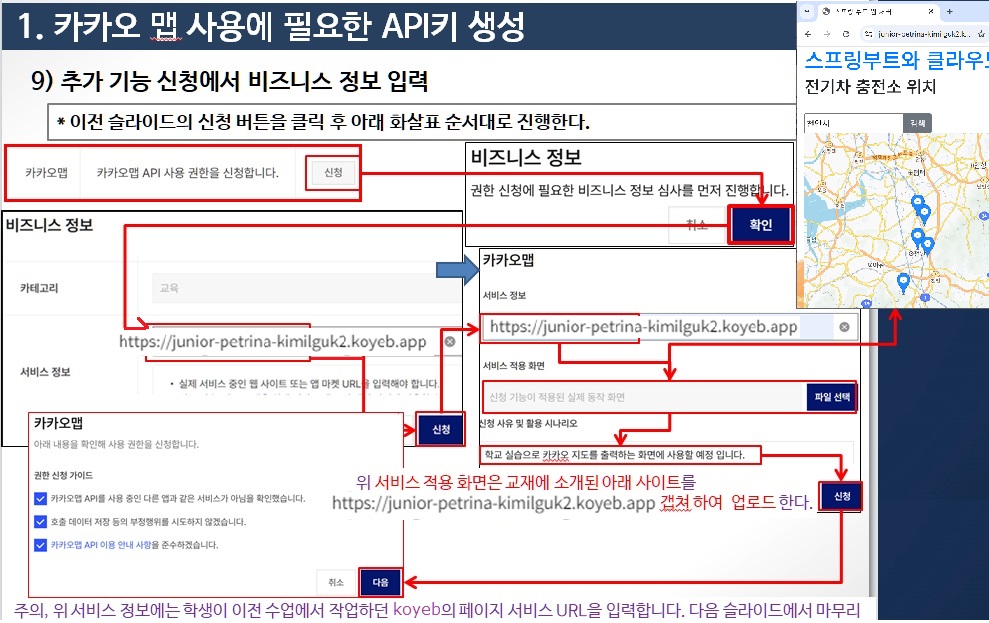 1. 카카오 맵 사용에 필요한 API키 생성
9) 추가 기능 신청에서 비즈니스 정보 입력
* 이전 슬라이드의 신청 버튼을 클릭 후 아래 화살표 순서대로 진행한다.
junior-petrina-kimilguk2.k...
스프링부트와 클라우드
전기차 충전소 위치
천안시
검색
카카오맵
카카오맵 API 사용 권한을 신청합니다.
신청
비즈니스 정보
권한 신청에 필요한 비즈니스 정보 심사를 먼저 진행합니다.
취소
확인
비즈니스 정보
카테고리
교육
https://junior-petrina-kimilguk2.koyeb.app
서비스 정보
• 실제 서비스 중인 웹 사이트 또는 앱 마켓 URL을 입력해야 합니다.
신청
카카오맵
서비스 정보
https://junior-petrina-kimilguk2.koyeb.app
서비스 적용 화면
신청 기능이 적용된 실제 동작 화면
파일 선택
신청 사유 및 활용 시나리오
학교 실습으로 카카오 지도를 출력하는 화면에 사용할 예정 입니다.
신청
위 서비스 적용 화면은 교재에 소개된 아래 사이트를
https://junior-petrina-kimilguk2.koyeb.app 갭쳐 하여 업로드 한다.
카카오맵
아래 내용을 확인해 사용 권한을 신청합니다.
권한 신청 가이드
카카오맵 API를 사용 중인 다른 앱과 같은 서비스가 아님을 확인했습니다.
호출 데이터 저장 등의 부정행위를 시도하지 않겠습니다.
카카오맵 API 이용 안내 사항을 준수하겠습니다.
취소
다음
주의, 위 서비스 정보에는 학생이 이전 수업에서 작업하던 koyeb의 페이지 서비스 URL을 입력합니다. 다음 슬라이드에서 마무리